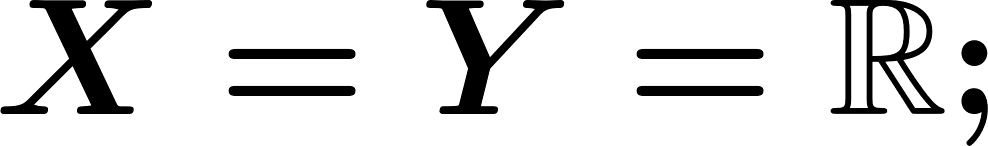 X = Y = ℝ;